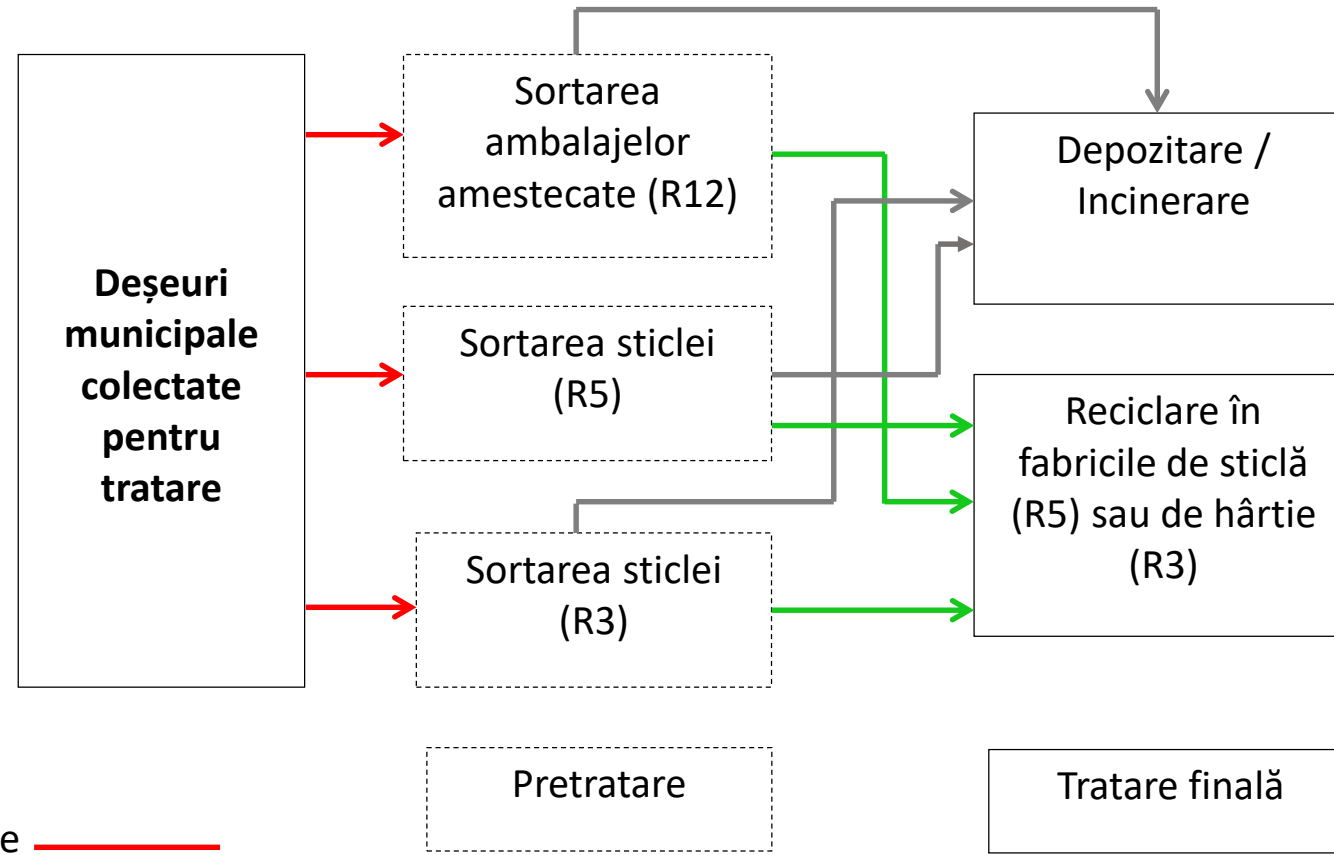 Deșeuri
municipale
colectate
pentru
tratare
Sortarea
ambalajelor
amestecate (R12)
Sortarea sticlei
(R5)
Sortarea sticlei
(R3)
Depozitare /
Incinerare
Reciclare în
fabricile de sticlă
(R5) sau de hârtie
(R3)
Pretratare
Tratare finală